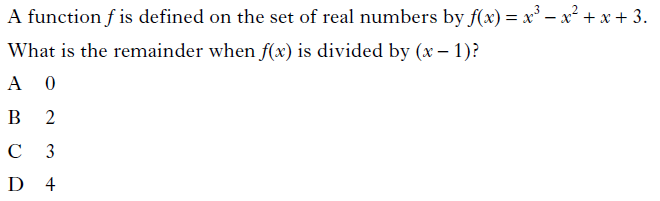 A function f is defined on the set of real numbers by f(x) = x³ – x² + x + 3.
What is the remainder when f(x) is divided by (x – 1)?
A 0
B 2
C 3
D 4